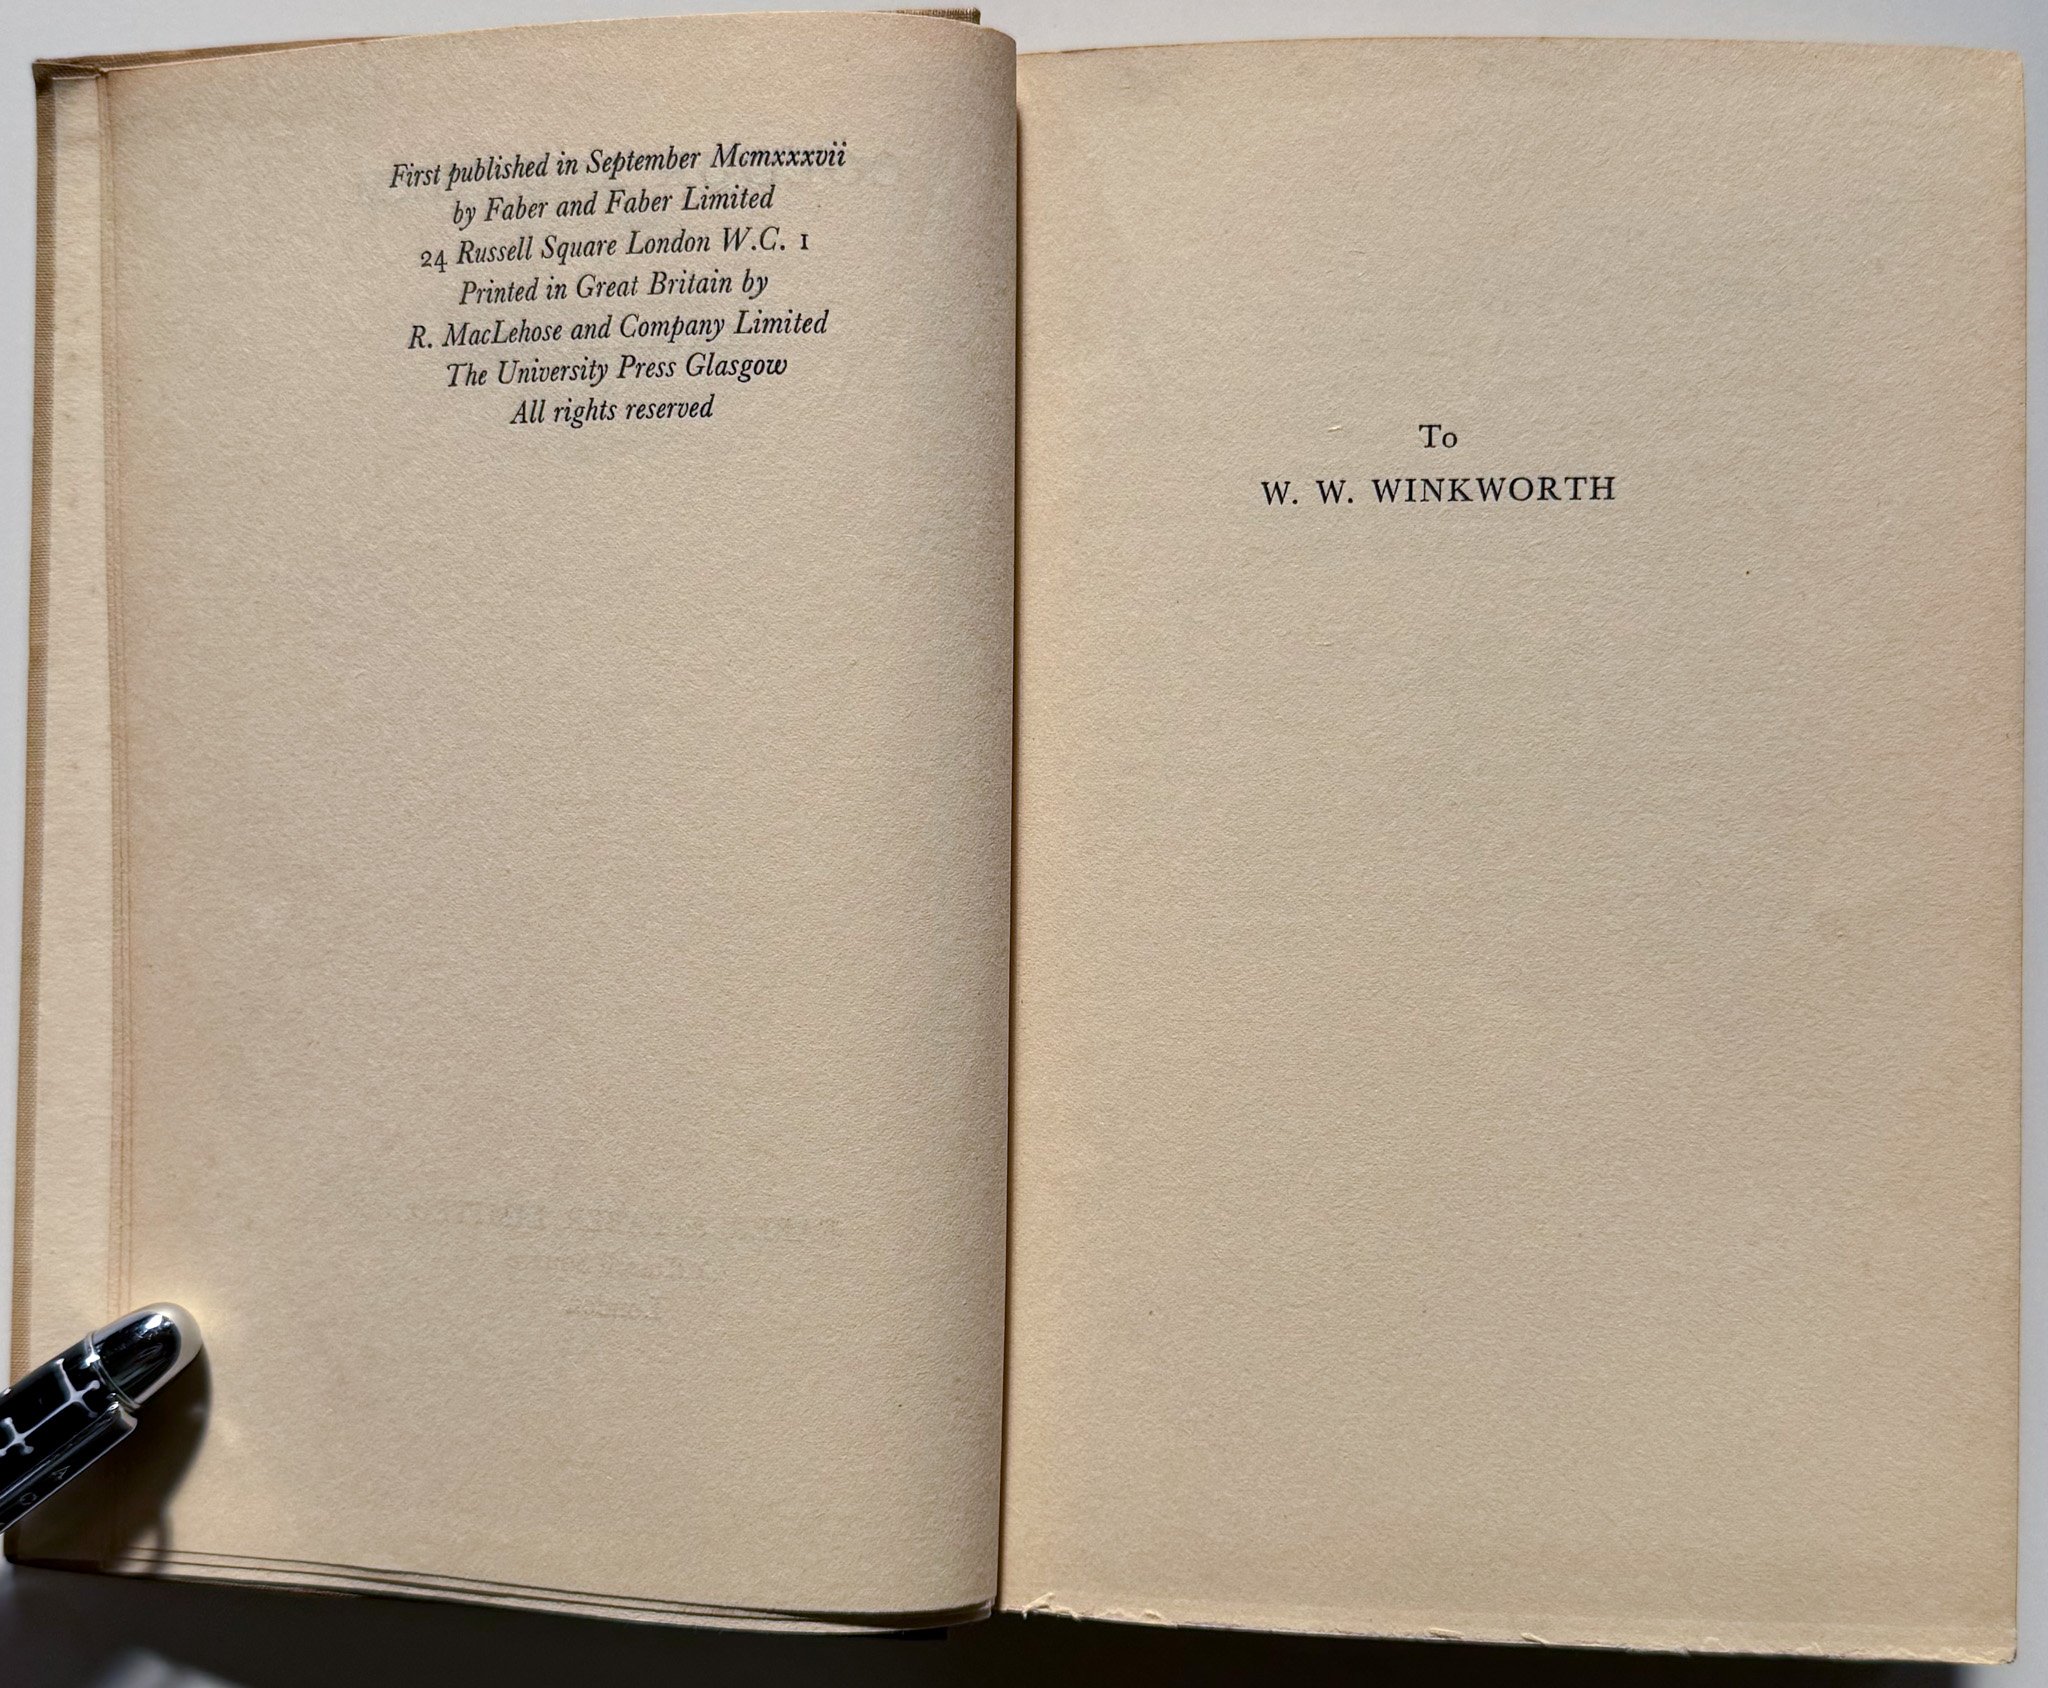 First published in September Mcmxxxvii
by Faber and Faber Limited
24 Russell Square London W.C. 1
Printed in Great Britain by
R. MacLehose and Company Limited
The University Press Glasgow
All rights reserved
To
W. W. WINKWORTH